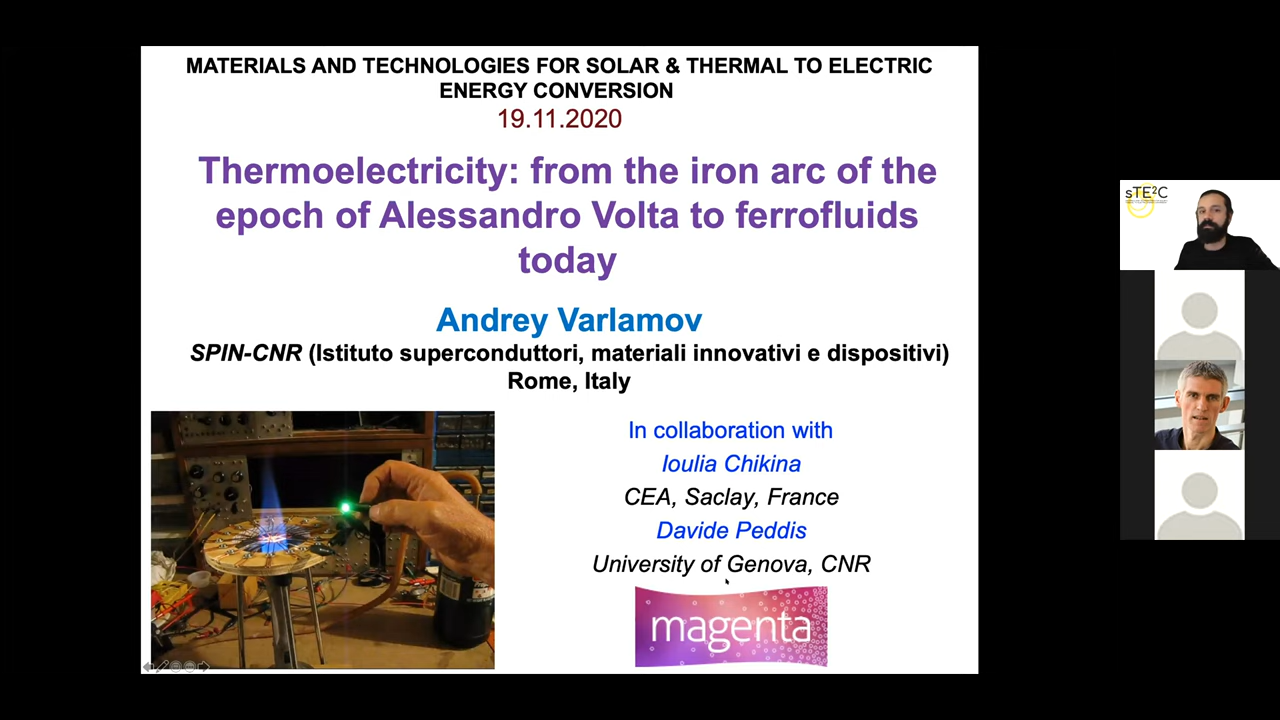 MATERIALS AND TECHNOLOGIES FOR SOLAR & THERMAL TO ELECTRIC
ENERGY CONVERSION
19.11.2020
Thermoelectricity: from the iron arc of the
epoch of Alessandro Volta to ferrofluids
today
Andrey Varlamov
SPIN-CNR (Istituto superconduttori, materiali innovativi e dispositivi)
Rome, Italy
In collaboration with
Ioulia Chikina
CEA, Saclay, France
Davide Peddis
University of Genova, CNR
magenta
sTE²C